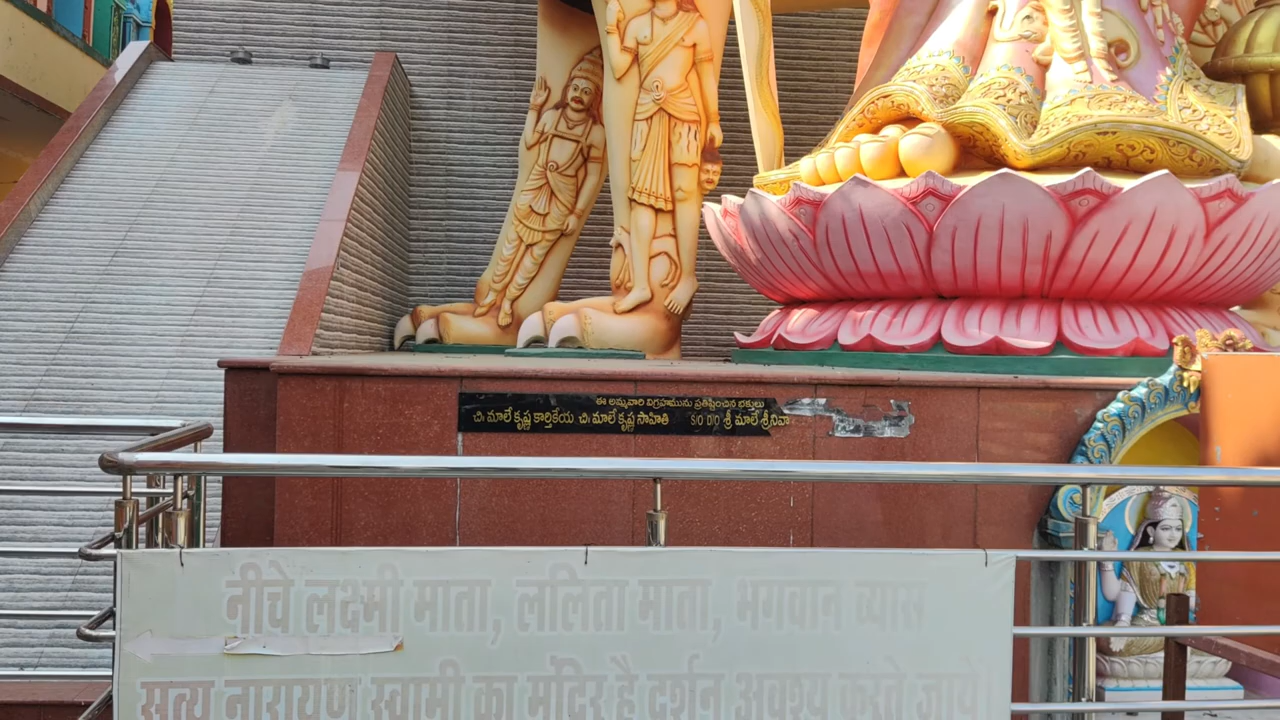 ఈ అమ్మవారి విగ్రహమును ప్రతిష్ఠించిన భక్తులు
చి॥ మాలే కృష్ణ కార్తికేయ చి॥ మాలే కృష్ణ సాహితి S/O D/O శ్రీ మాలే శ్రీనివా
नीचे लक्ष्मी माता, ललिता माता, भगवान व्यास
सत्य नारायण स्वामी का मंदिर है दर्शन अवश्य करते जायें